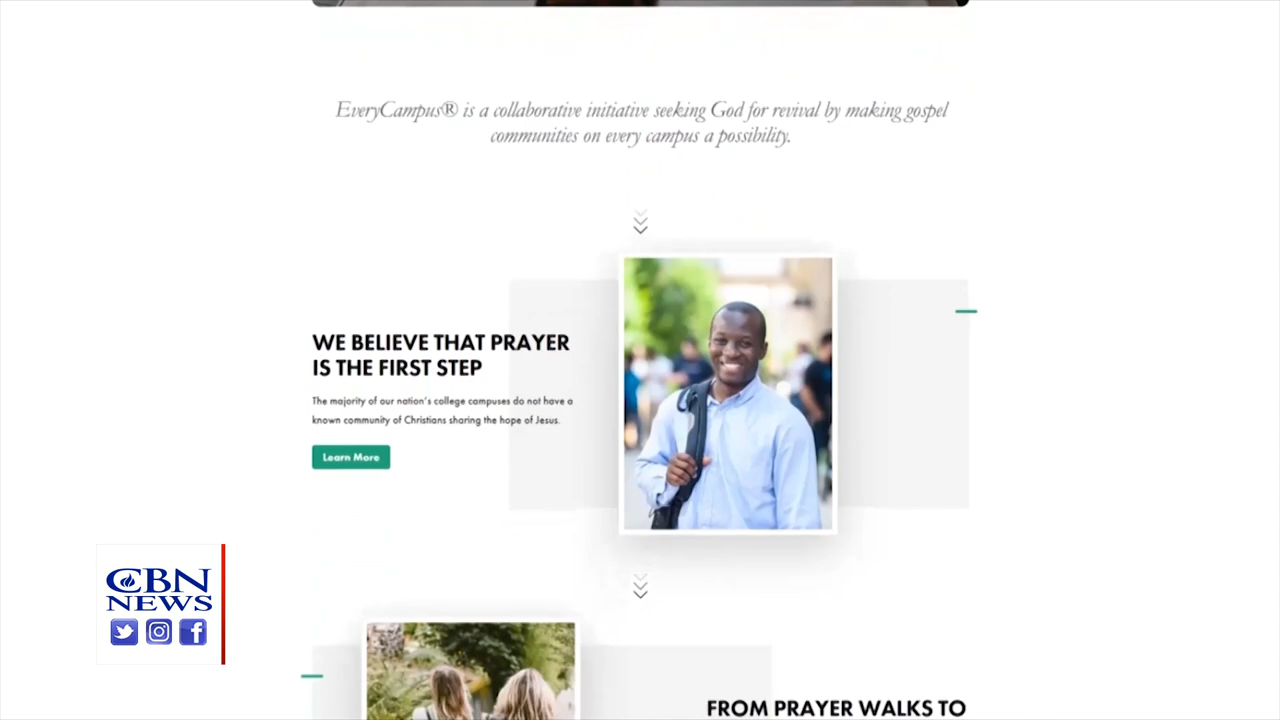 EveryCampus® is a collaborative initiative seeking God for revival by making gospel
communities on every campus a possibility.
WE BELIEVE THAT PRAYER
IS THE FIRST STEP
The majority of our nation's college campuses do not have a
known community of Christians sharing the hope of Jesus.
Learn More
CBN
NEWS
FROM PRAYER WALKS TO